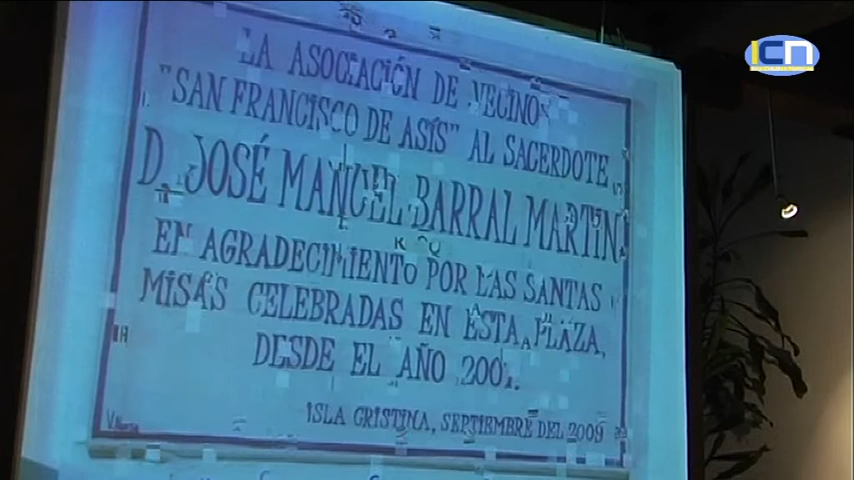 ICN
LA ASOCIACIÓN DE VECINOS
"SAN FRANCISCO DE ASÍS" AL SACERDOTE
D. JOSÉ MANUEL BARRAL MARTÍN
EN AGRADECIMIENTO POR LAS SANTAS
MISAS CELEBRADAS EN ESTA PLAZA,
DESDE EL AÑO
ISLA CRISTINA, SEPTIEMBRE DEL 2009